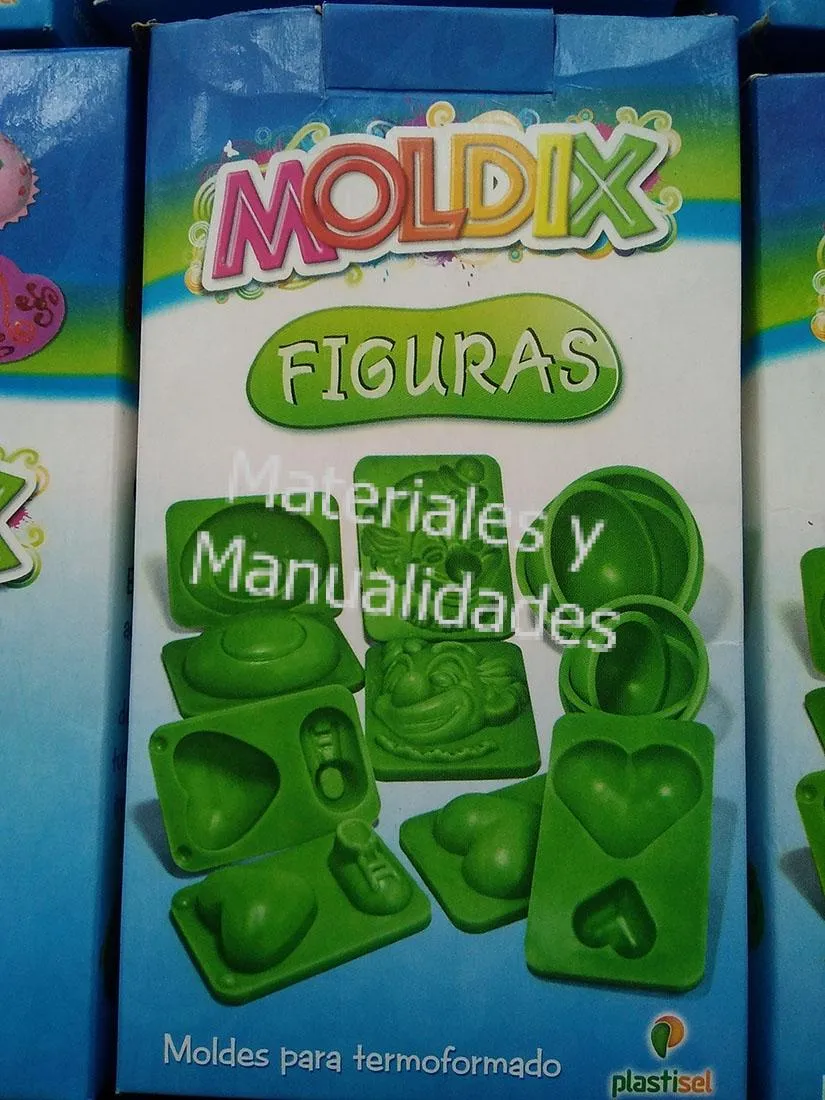 MOLDIX
FIGURAS
Materiales y
Manualidades
Moldes para termoformado
plastisel